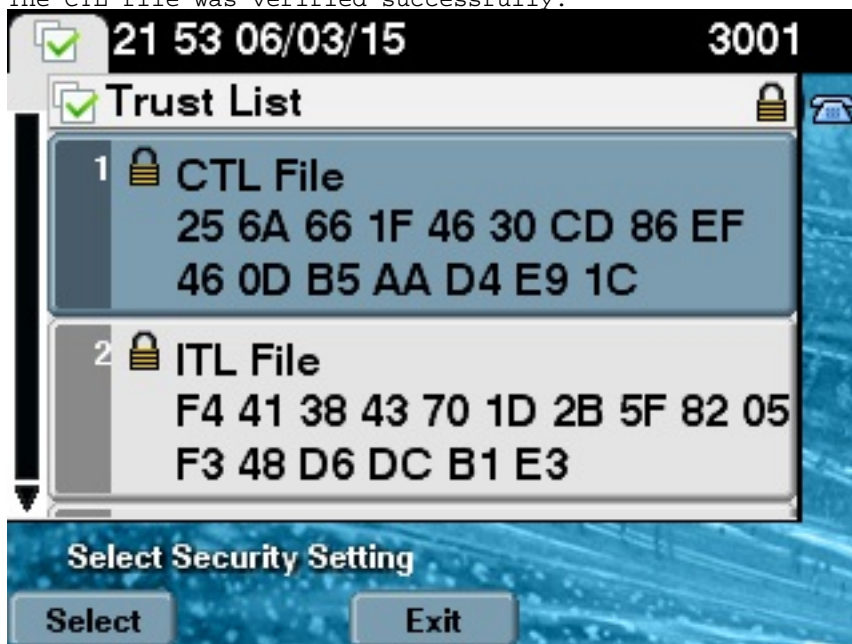 The CTL file was verified successfully.
21 53 06/03/15 3001
Trust List
1 CTL File
25 6A 66 1F 46 30 CD 86 EF
46 0D B5 AA D4 E9 1C
2 ITL File
F4 41 38 43 70 1D 2B 5F 82 05
F3 48 D6 DC B1 E3
Select Security Setting
Select Exit